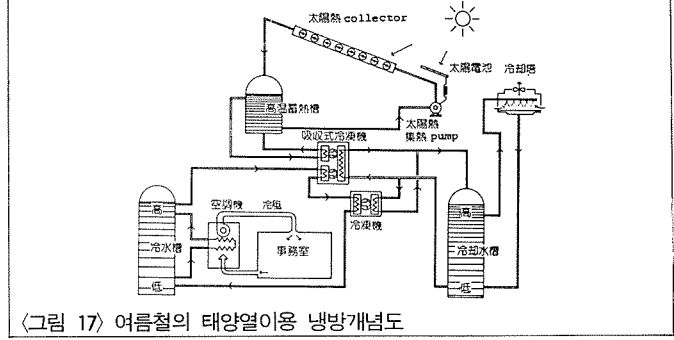 太陽熱 collector
太陽電池
冷却塔
高温蓄熱槽
太陽熱
集熱 pump
吸収式冷凍機
高
空調機
冷風
冷凍機
高
冷水槽
事務室
冷却水槽
低
低
〈그림 17〉 여름철의 태양열이용 냉방개념도